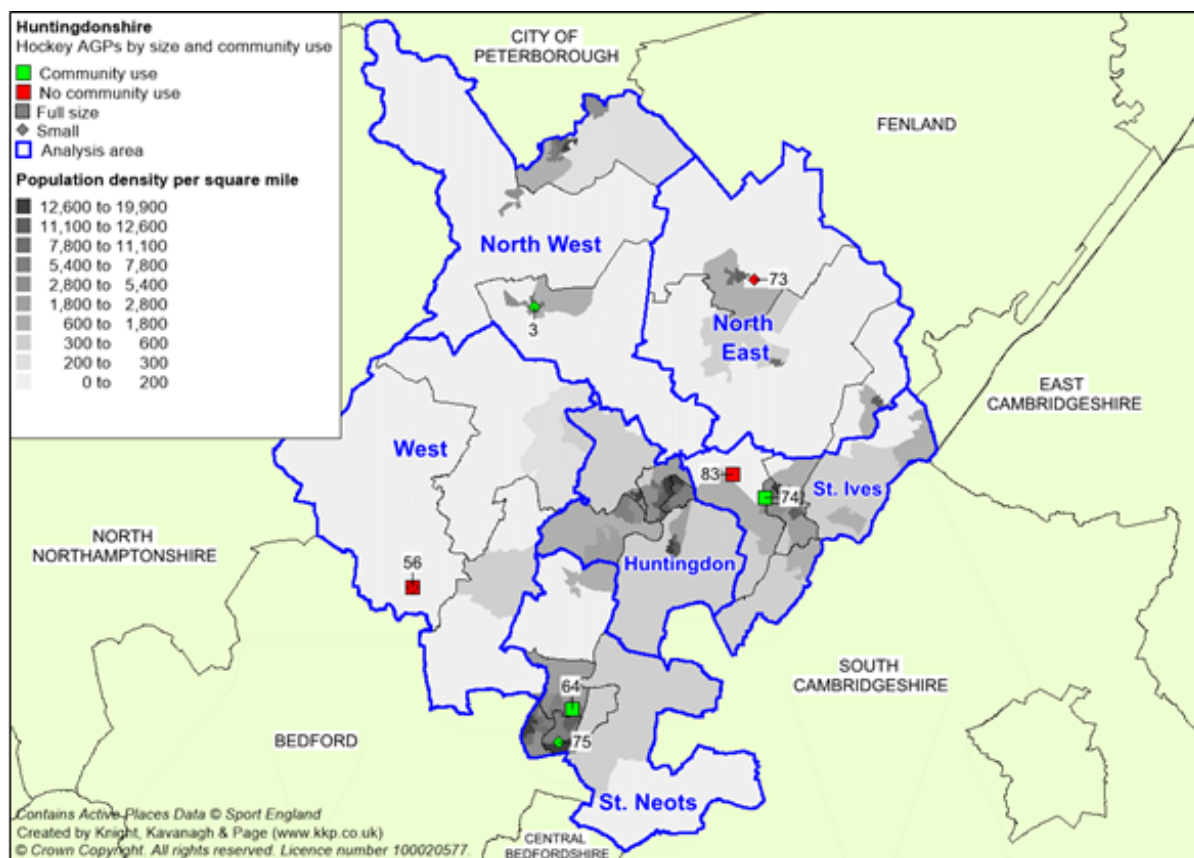 Huntingdonshire
Hockey AGPs by size and community use
Community use
No community use
Full size
Small
Analysis area
Population density per square mile
12,600 to 19,900
11,100 to 12,600
7,800 to 11,100
5,400 to 7,800
2,800 to 5,400
1,800 to 2,800
600 to 1,800
300 to 600
200 to 300
0 to 200
CITY OF
PETERBOROUGH
FENLAND
North West
73
3
North
East
EAST
CAMBRIDGESHIRE
West
83
74
St. Ives
NORTH
NORTHAMPTONSHIRE
56
Huntingdon
SOUTH
CAMBRIDGESHIRE
64
BEDFORD
75
St. Neots
CENTRAL
BEDFORDSHIRE
Contains Active Places Data © Sport England
Created by Knight, Kavanagh & Page (www.kkp.co.uk)
© Crown Copyright. All rights reserved. Licence number 100020577.